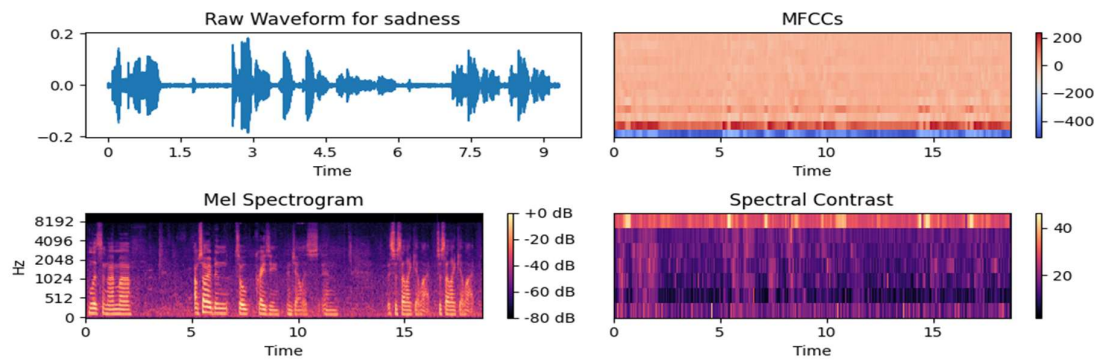 Raw Waveform for sadness
0.2
0.0
−0.2
0 1.5 3 4.5 6 7.5 9
Time
MFCCs
200
0
−200
−400
0 5 10 15
Time
Mel Spectrogram
Hz
8192
4096
2048
1024
512
0
0 5 10 15
Time
+0 dB
-20 dB
-40 dB
-60 dB
-80 dB
Spectral Contrast
40
20
0 5 10 15
Time